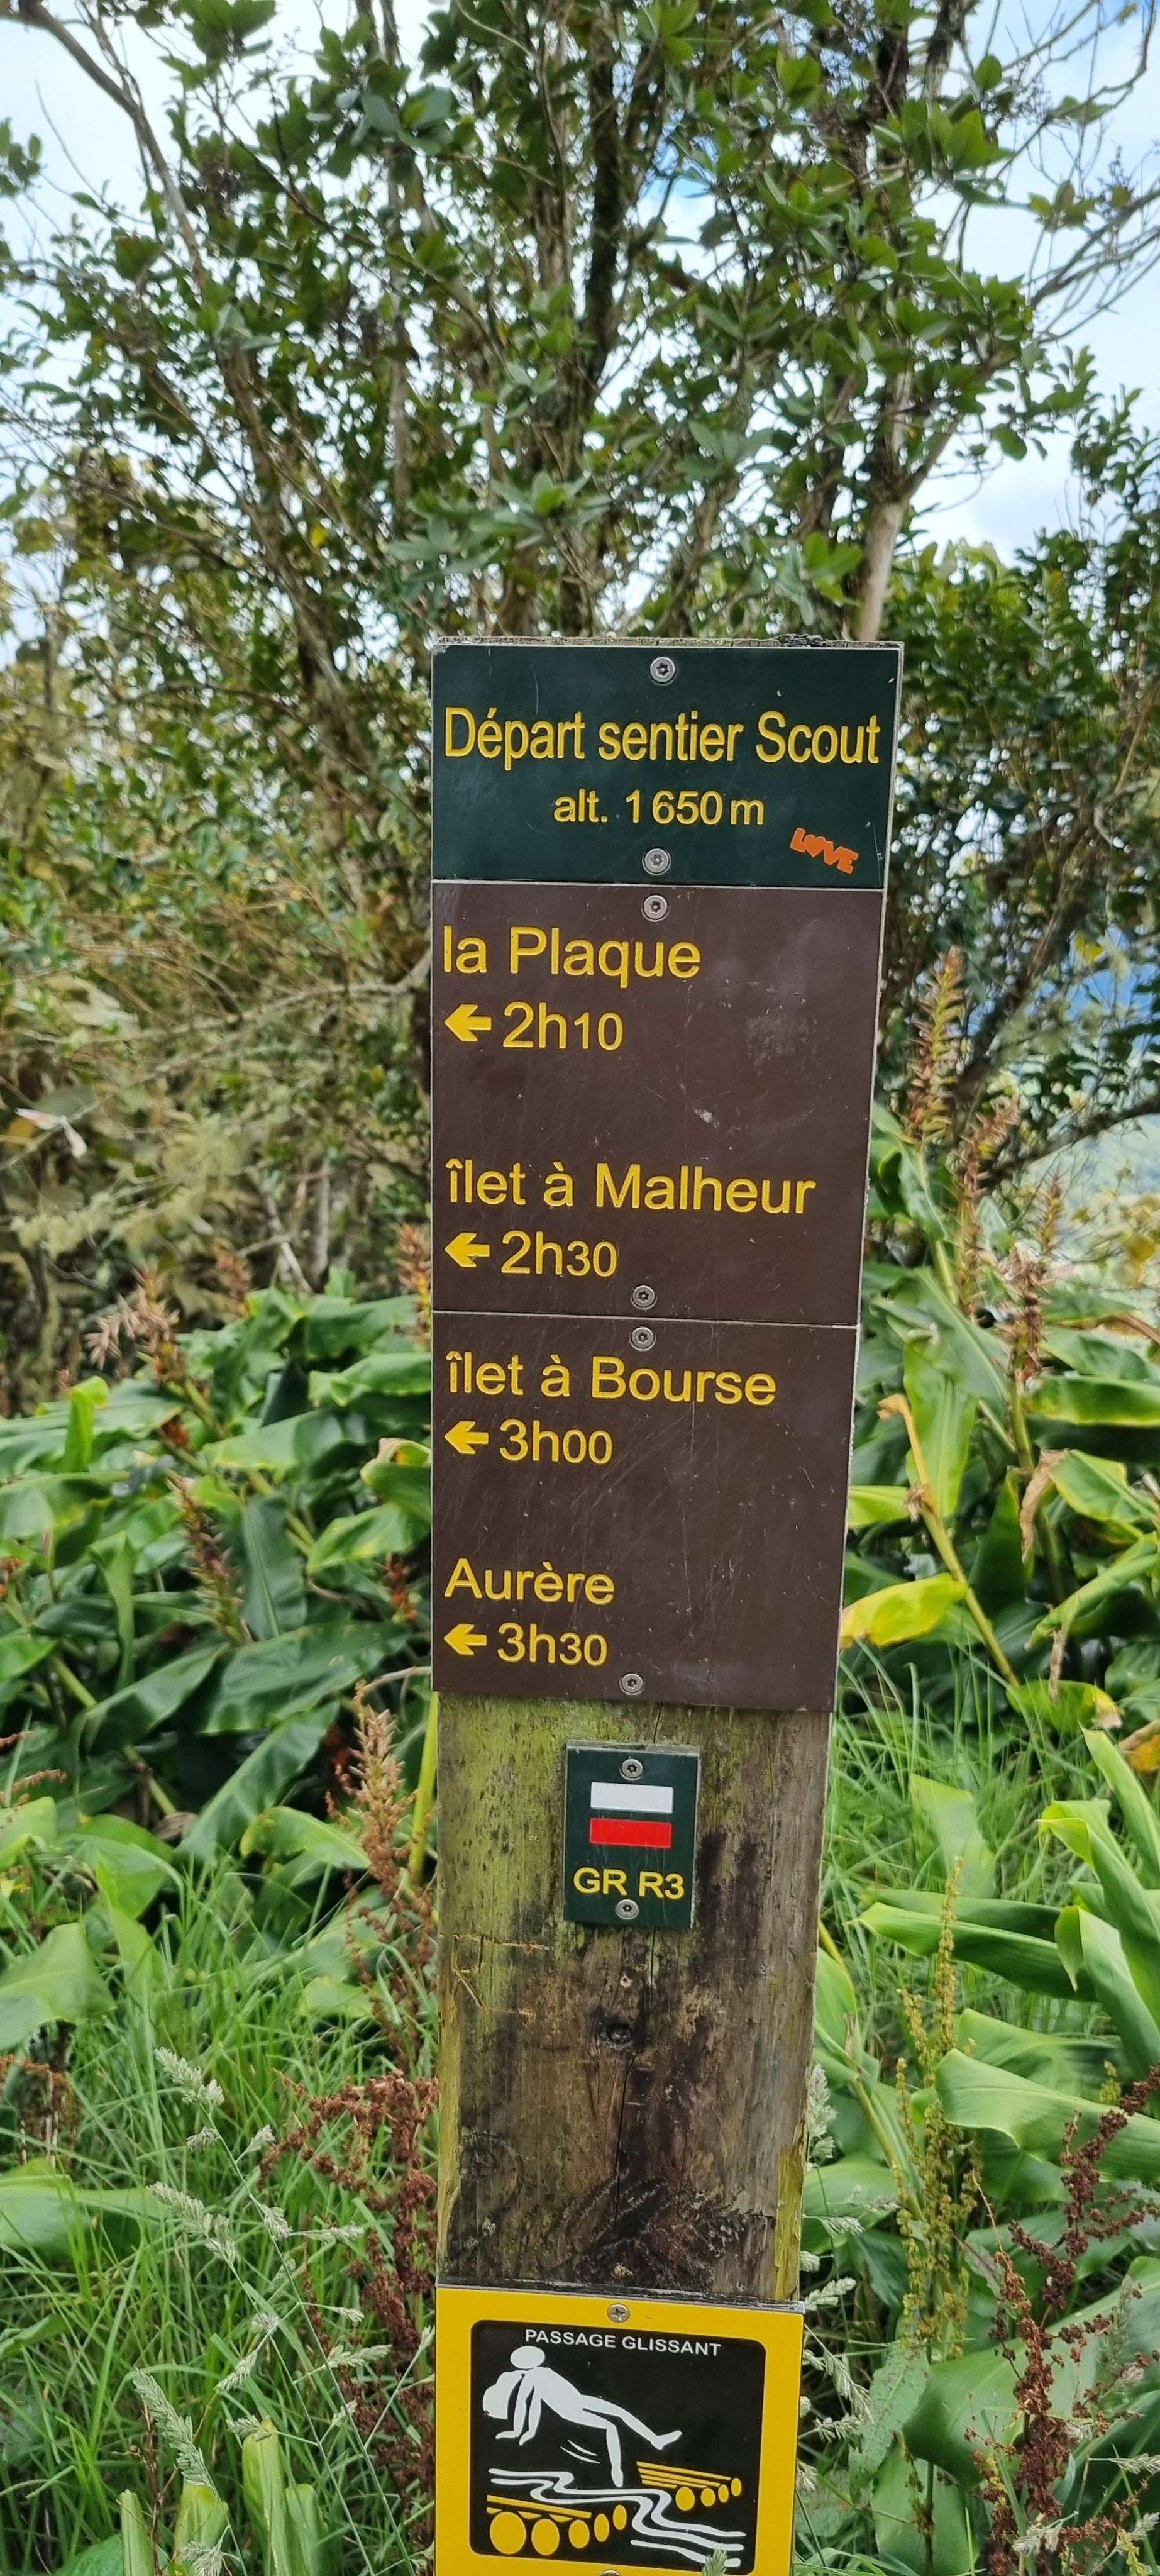 Départ sentier Scout
alt. 1650 m
LOVE
la Plaque
← 2h10
îlet à Malheur
← 2h30
îlet à Bourse
← 3h00
Aurère
← 3h30
GR R3
PASSAGE GLISSANT